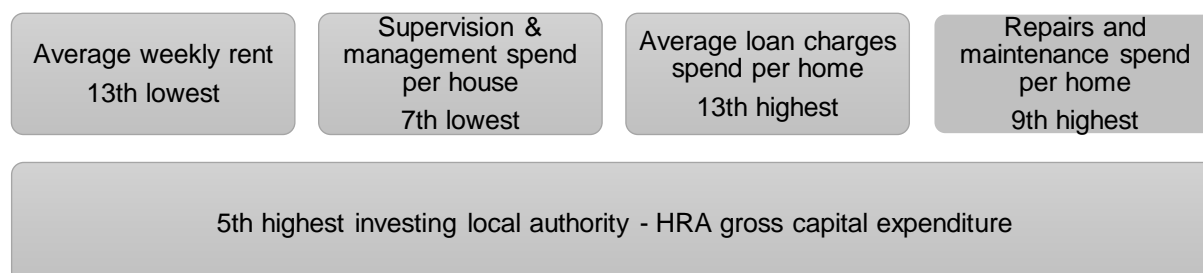 Average weekly rent
13th lowest
Supervision &
management spend
per house
7th lowest
Average loan charges
spend per home
13th highest
Repairs and
maintenance spend
per home
9th highest
5th highest investing local authority - HRA gross capital expenditure